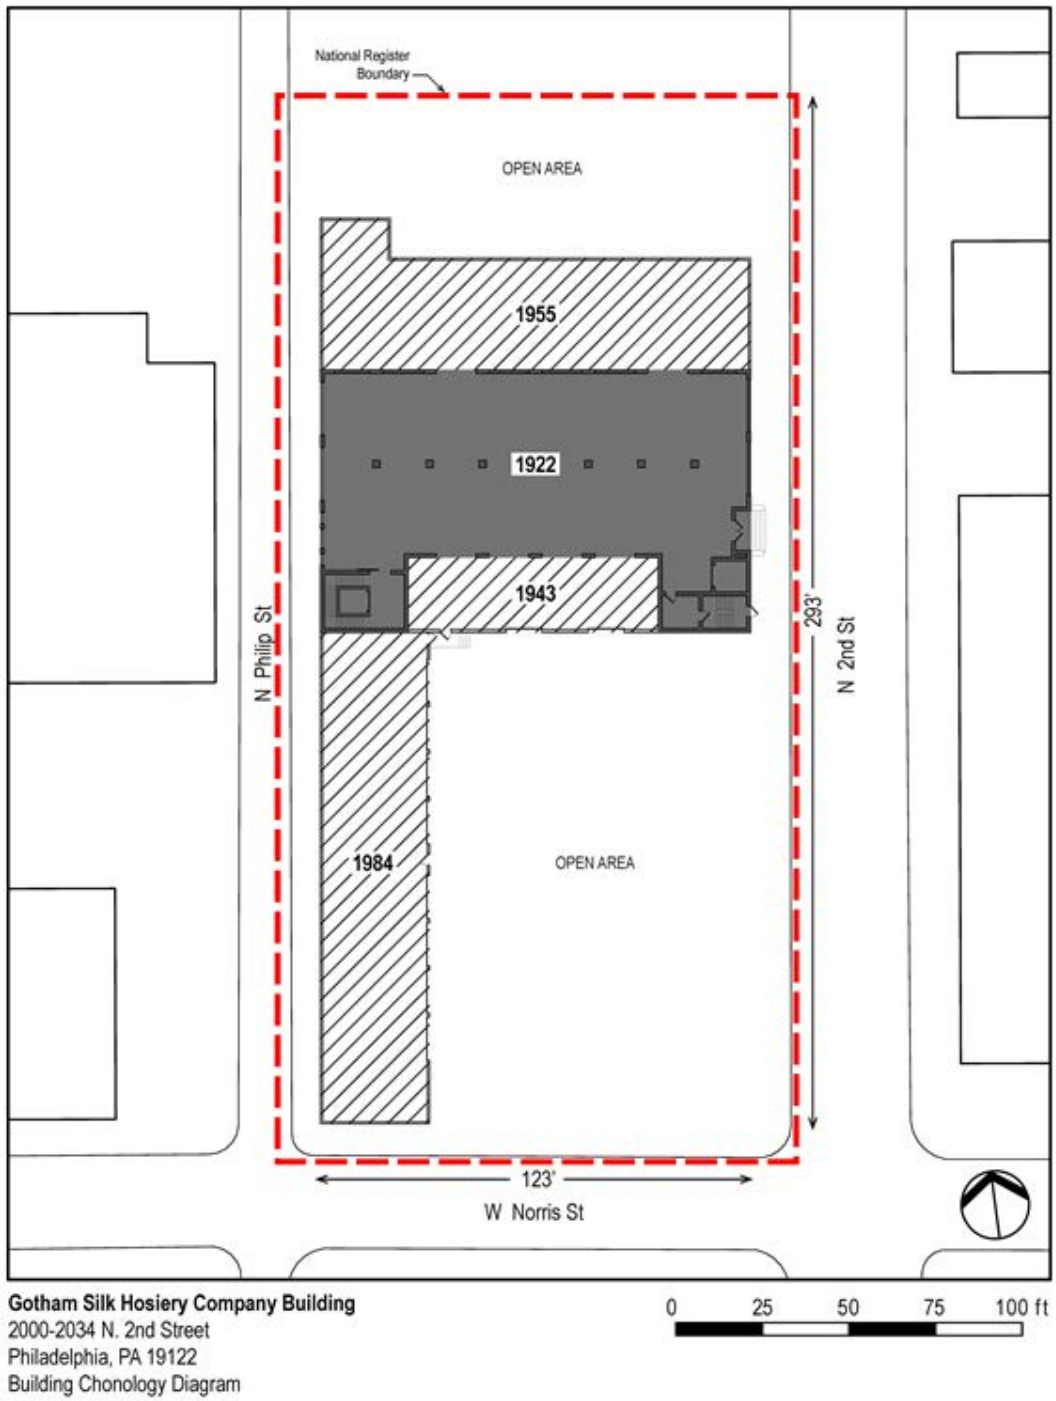 National Register
Boundary
OPEN AREA
1955
1922
1943
293'
N Philip St
N 2nd St
1984
OPEN AREA
123'
W Norris St
Gotham Silk Hosiery Company Building
2000-2034 N. 2nd Street
Philadelphia, PA 19122
Building Chonology Diagram
0 25 50 75 100 ft